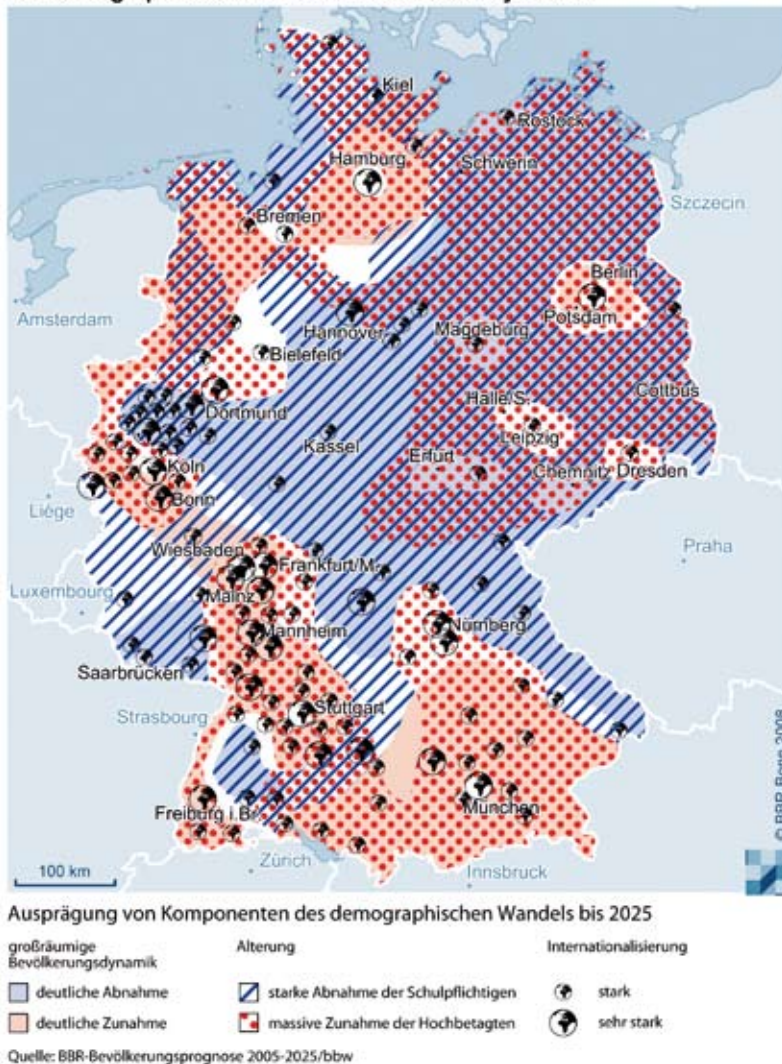 Kiel
Rostock
Hamburg
Schwerin
Szczecin
Bremen
Berlin
Amsterdam
Potsdam
Hannover
Magdeburg
Bielefeld
Halle/S.
Cottbus
Dortmund
Leipzig
Kassel
Erfurt
Köln
Chemnitz
Dresden
Bonn
Liége
Wiesbaden
Frankfurt/M.
Praha
Luxembourg
Mainz
Mannheim
Nürnberg
Saarbrücken
Stuttgart
Strasbourg
Freiburg i.B.
München
100 km
Zürich
Innsbruck
© BBR Bonn 2008
Ausprägung von Komponenten des demographischen Wandels bis 2025
großräumige
Bevölkerungsdynamik
Alterung
Internationalisierung
deutliche Abnahme
starke Abnahme der Schulpflichtigen
stark
deutliche Zunahme
massive Zunahme der Hochbetagten
sehr stark
Quelle: BBR-Bevölkerungsprognose 2005-2025/bbw